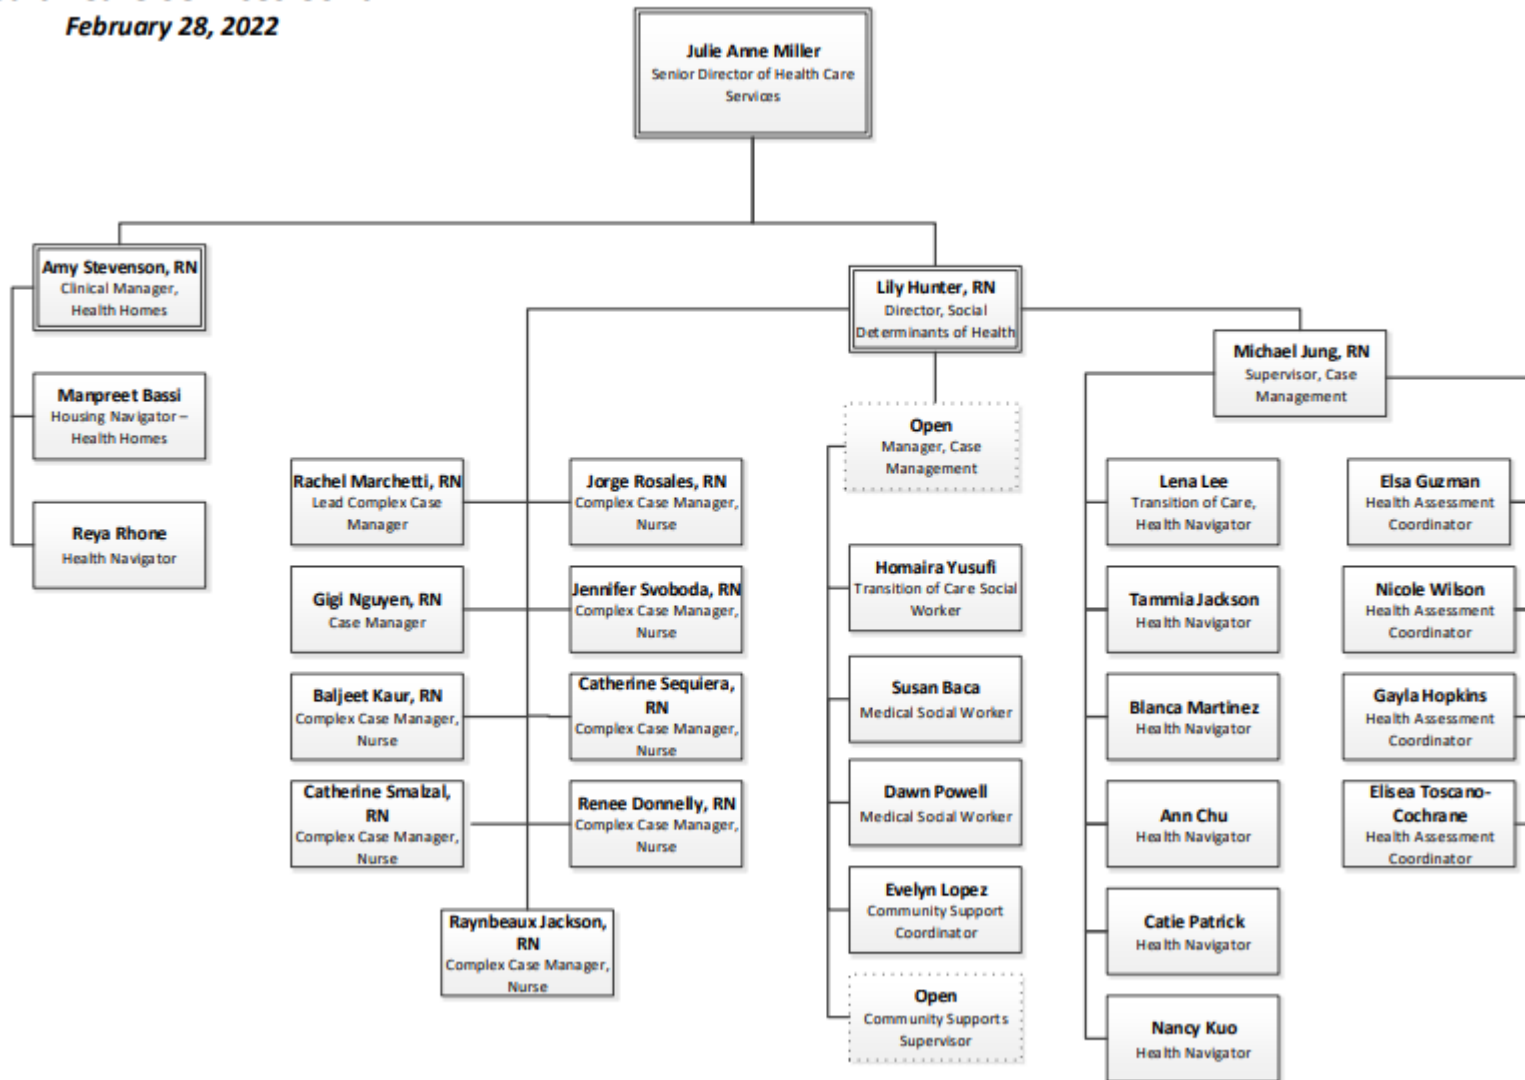 February 28, 2022
Julie Anne Miller
Senior Director of Health Care
Services
Amy Stevenson, RN
Clinical Manager,
Health Homes
Manpreet Bassi
Housing Navigator –
Health Homes
Reya Rhone
Health Navigator
Lily Hunter, RN
Director, Social
Determinants of Health
Rachel Marchetti, RN
Lead Complex Case
Manager
Jorge Rosales, RN
Complex Case Manager,
Nurse
Gigi Nguyen, RN
Case Manager
Jennifer Svoboda, RN
Complex Case Manager,
Nurse
Baljeet Kaur, RN
Complex Case Manager,
Nurse
Catherine Sequiera,
RN
Complex Case Manager,
Nurse
Catherine Smalzal,
RN
Complex Case Manager,
Nurse
Renee Donnelly, RN
Complex Case Manager,
Nurse
Raynbeaux Jackson,
RN
Complex Case Manager,
Nurse
Open
Manager, Case
Management
Homaira Yusufi
Transition of Care Social
Worker
Susan Baca
Medical Social Worker
Dawn Powell
Medical Social Worker
Evelyn Lopez
Community Support
Coordinator
Open
Community Supports
Supervisor
Michael Jung, RN
Supervisor, Case
Management
Lena Lee
Transition of Care,
Health Navigator
Tammia Jackson
Health Navigator
Blanca Martinez
Health Navigator
Ann Chu
Health Navigator
Catie Patrick
Health Navigator
Nancy Kuo
Health Navigator
Elsa Guzman
Health Assessment
Coordinator
Nicole Wilson
Health Assessment
Coordinator
Gayla Hopkins
Health Assessment
Coordinator
Elisea Toscano-
Cochrane
Health Assessment
Coordinator